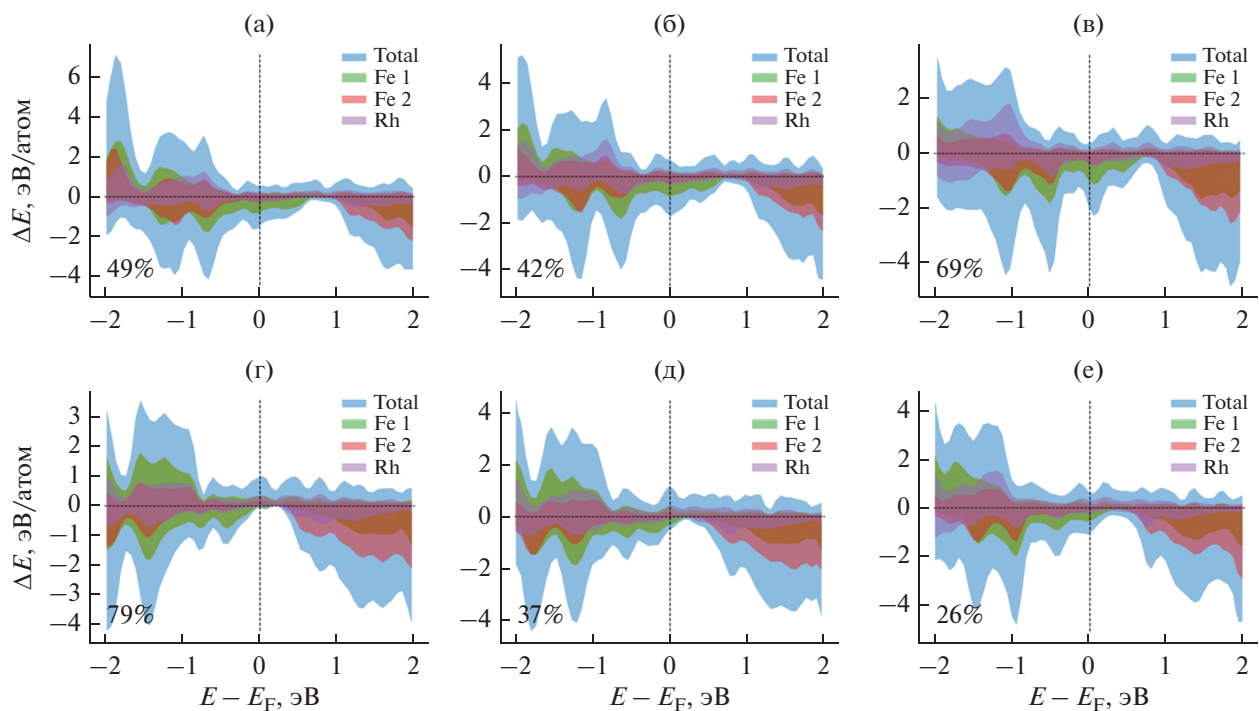 (а)
ΔE, эВ/атом
6
4
2
0
−2
−4
Total
Fe 1
Fe 2
Rh
49%
−2 −1 0 1 2
(б)
4
2
0
−2
−4
Total
Fe 1
Fe 2
Rh
42%
−2 −1 0 1 2
(в)
2
0
−2
−4
Total
Fe 1
Fe 2
Rh
69%
−2 −1 0 1 2
(г)
ΔE, эВ/атом
3
2
1
0
−1
−2
−3
−4
Total
Fe 1
Fe 2
Rh
79%
−2 −1 0 1 2
E − EF, эВ
(д)
4
2
0
−2
−4
Total
Fe 1
Fe 2
Rh
37%
−2 −1 0 1 2
E − EF, эВ
(е)
4
2
0
−2
−4
Total
Fe 1
Fe 2
Rh
26%
−2 −1 0 1 2
E − EF, эВ